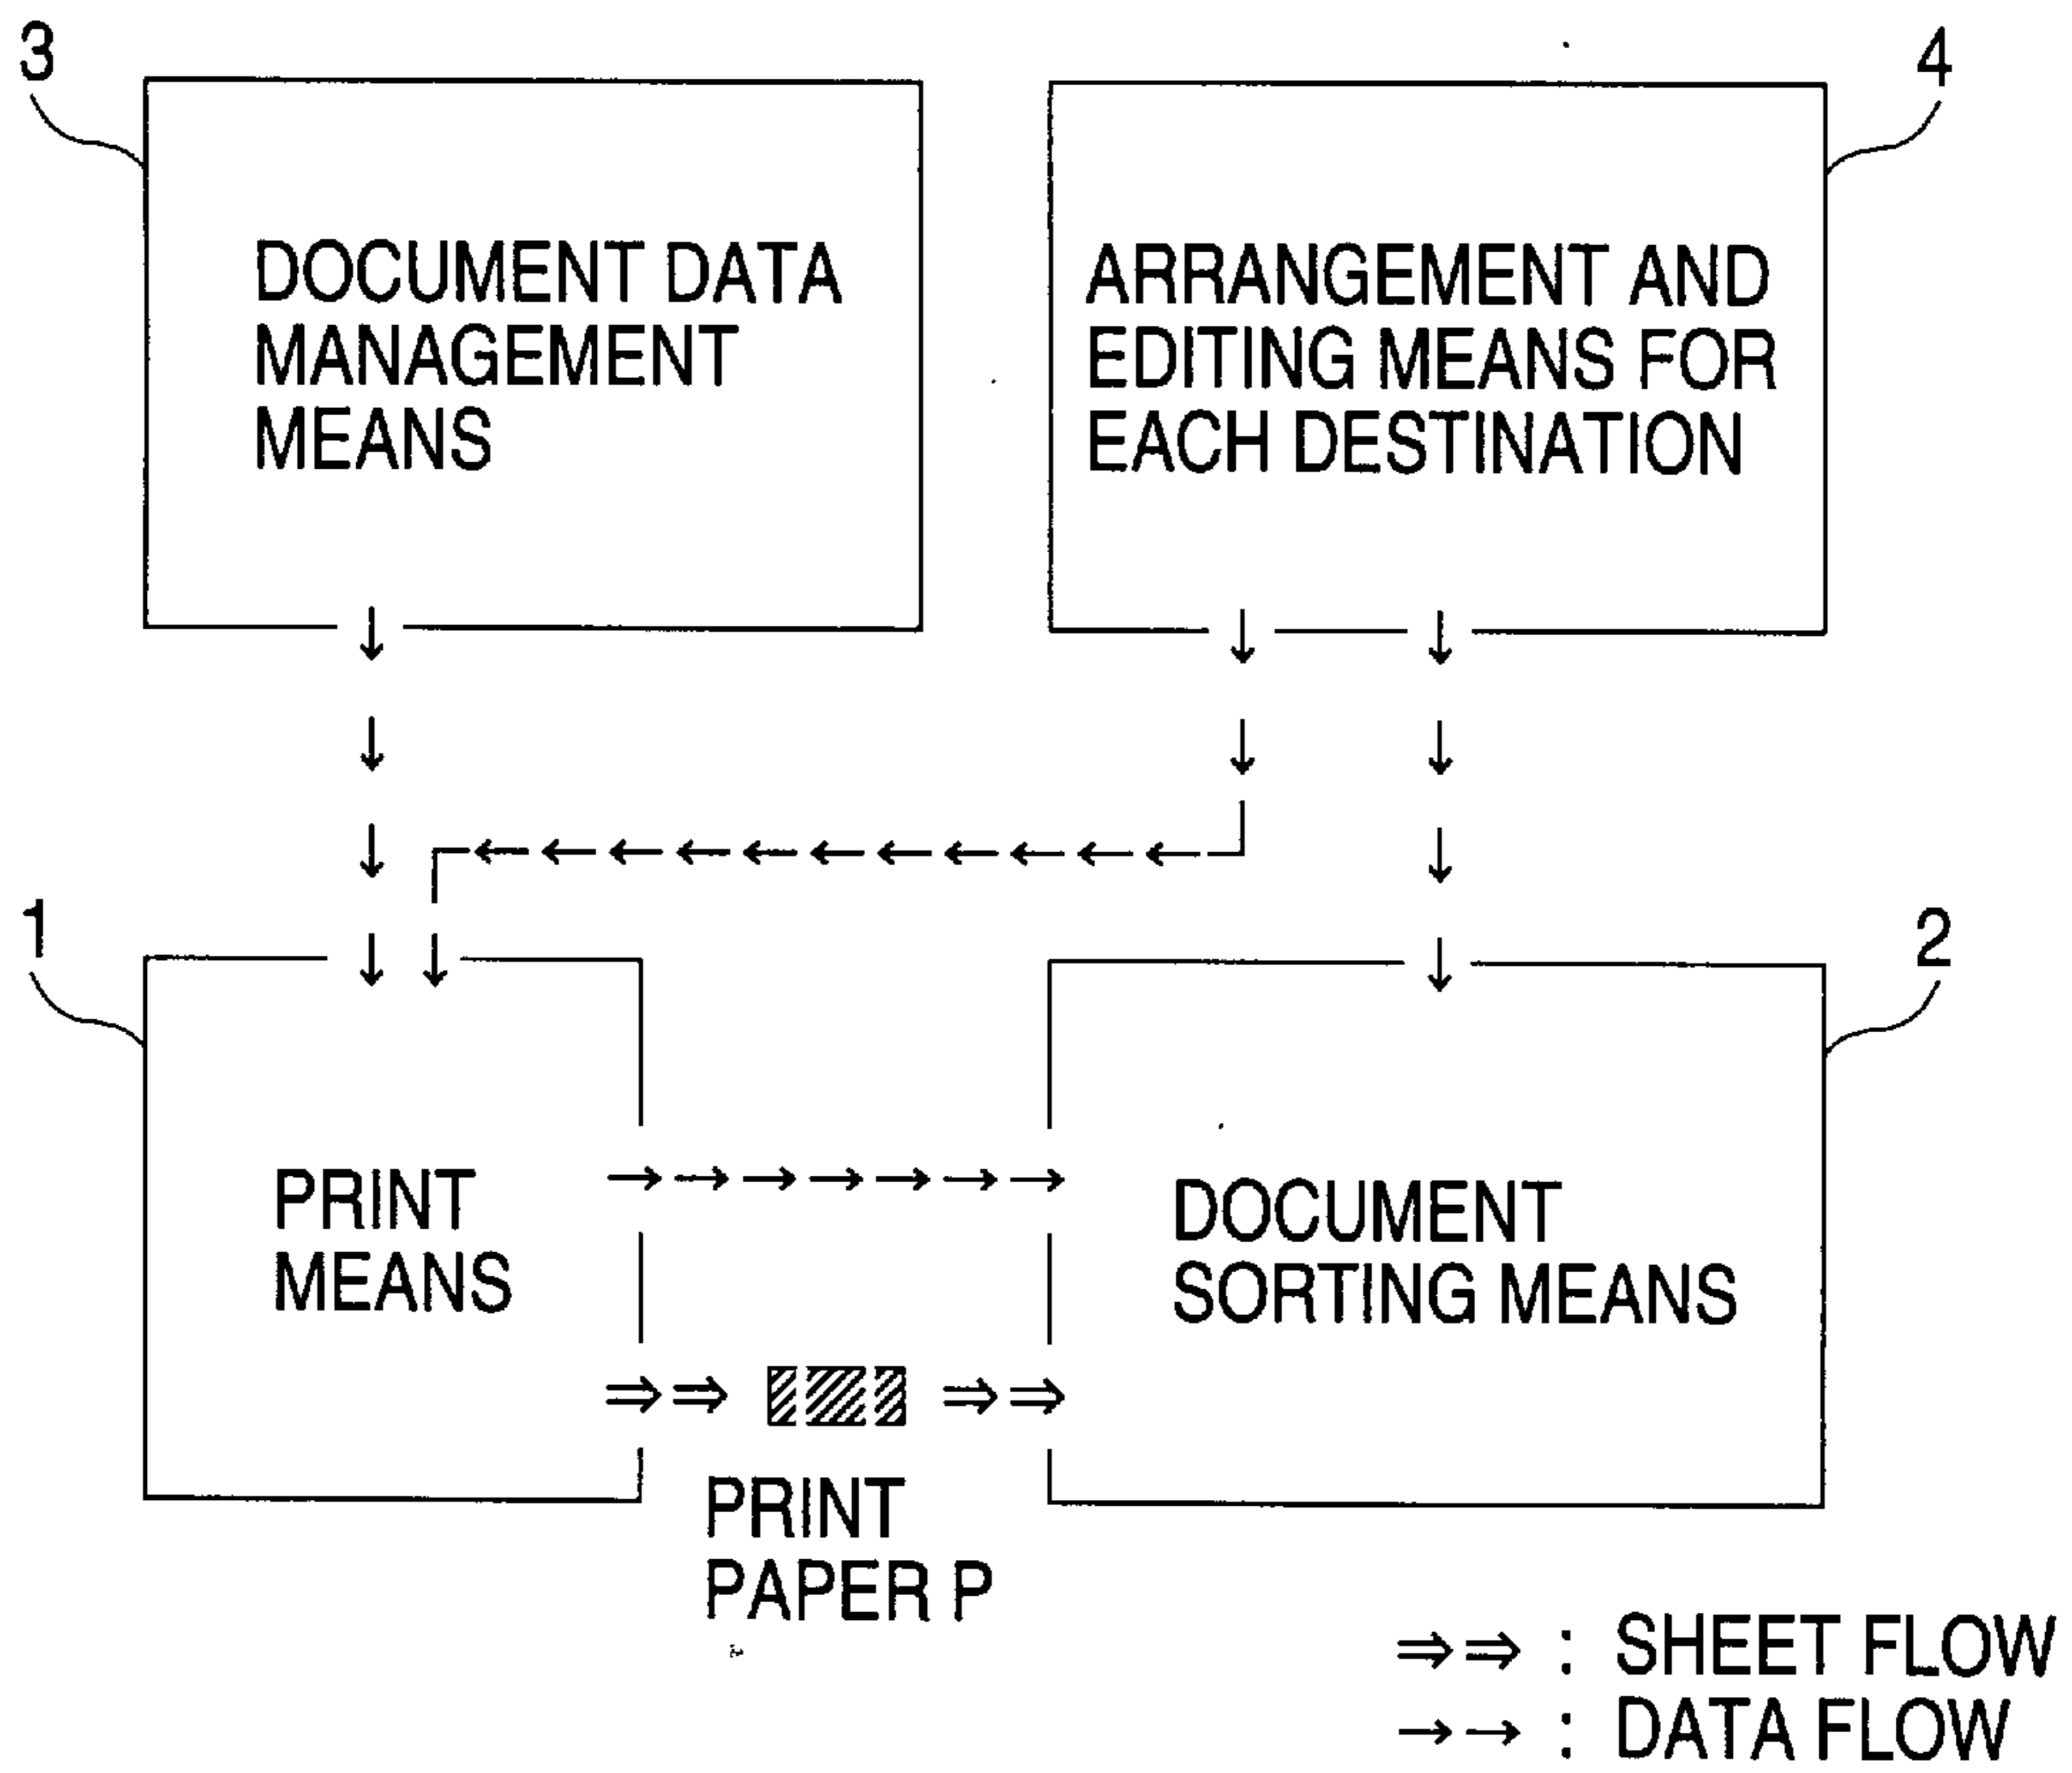 3
4
DOCUMENT DATA
MANAGEMENT
MEANS
ARRANGEMENT AND
EDITING MEANS FOR
EACH DESTINATION
1
2
PRINT
MEANS
DOCUMENT
SORTING MEANS
PRINT
PAPER P
⇒⇒ : SHEET FLOW
→→ : DATA FLOW